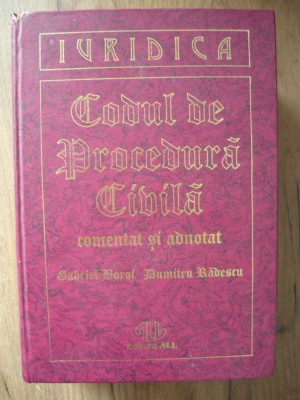 IURIDICA
Codul de
Procedură
Civilă
comentat și adnotat
Gabriel Boroi Dumitru Rădescu
Editura ALL